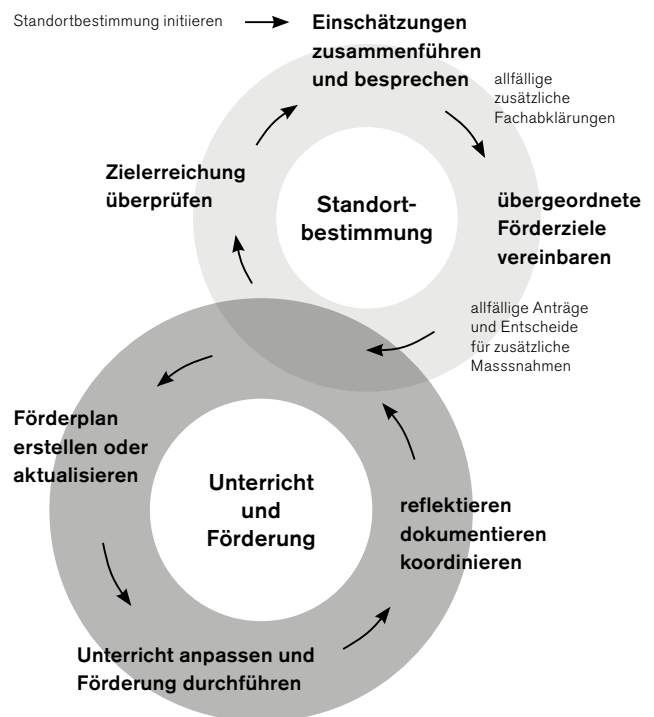 Standortbestimmung initiieren
Einschätzungen
zusammenführen
und besprechen
allfällige
zusätzliche
Fachabklärungen
Zielerreichung
überprüfen
Standort-
bestimmung
übergeordnete
Förderziele
vereinbaren
allfällige Anträge
und Entscheide
für zusätzliche
Masssnahmen
Förderplan
erstellen oder
aktualisieren
Unterricht
und
Förderung
reflektieren
dokumentieren
koordinieren
Unterricht anpassen und
Förderung durchführen